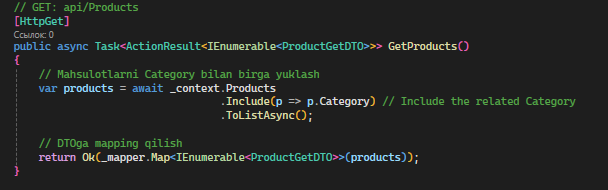 // GET: api/Products
[HttpGet]
Ссылок: 0
public async Task<ActionResult<IEnumerable<ProductGetDTO>>> GetProducts()
{
// Mahsulotlarni Category bilan birga yuklash
var products = await _context.Products
.Include(p => p.Category) // Include the related Category
.ToListAsync();
// DTOga mapping qilish
return Ok(_mapper.Map<IEnumerable<ProductGetDTO>>(products));
}